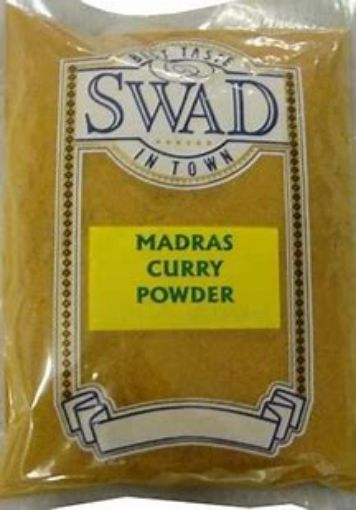 BEST TASTE
SWAD
IN TOWN
MADRAS
CURRY
POWDER